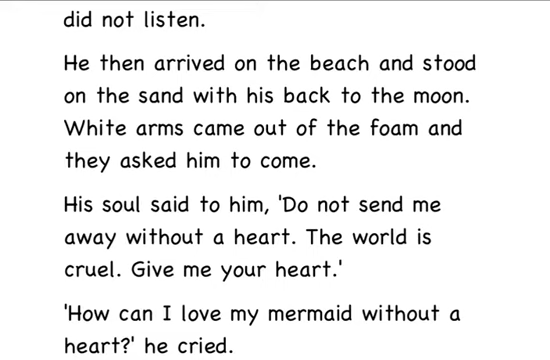 did not listen.
He then arrived on the beach and stood
on the sand with his back to the moon.
White arms came out of the foam and
they asked him to come.
His soul said to him, 'Do not send me
away without a heart. The world is
cruel. Give me your heart.'
'How can I love my mermaid without a
heart?' he cried.